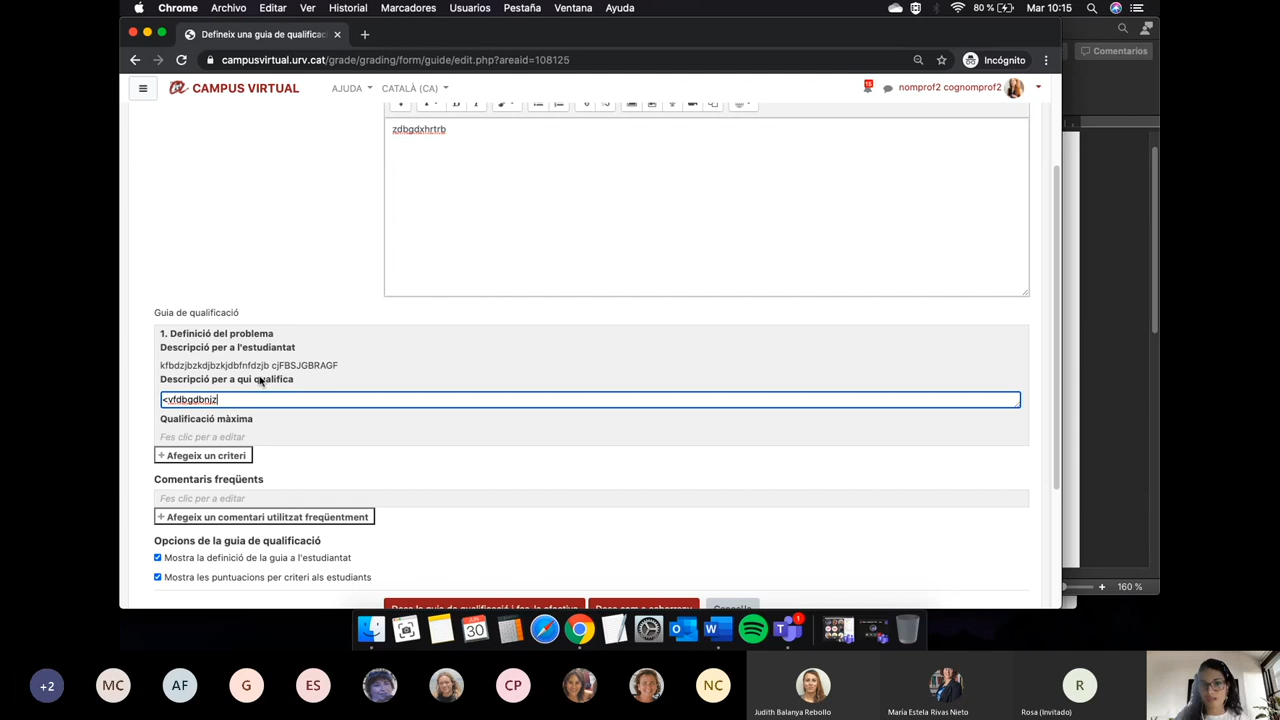 Chrome Archivo Editar Ver Historial Marcadores Usuarios Pestaña Ventana Ayuda 80 % Mar 10:15
Defineix una guia de qualificac
campusvirtual.urv.cat/grade/grading/form/guide/edit.php?areaid=108125 Incógnito
Comentarios
CAMPUS VIRTUAL AJUDA CATALÀ (CA) 15 nomprof2 cognomprof2
zdbgdxhrtrb
Guia de qualificació
1. Definició del problema
Descripció per a l'estudiantat
kfbdzjbzkdjbzkjdbfnfdzjb cjFBSJGBRAGF
Descripció per a qui qualifica
<vfdbgdbnjz
Qualificació màxima
Fes clic per a editar
+ Afegeix un criteri
Comentaris freqüents
Fes clic per a editar
+ Afegeix un comentari utilitzat freqüentment
Opcions de la guia de qualificació
Mostra la definició de la guia a l'estudiantat
Mostra les puntuacions per criteri als estudiants
160 %
JUN 30 1
+2 MC AF G ES CP NC R
Judith Balanya Rebollo María Estela Rivas Nieto Rosa (Invitado)